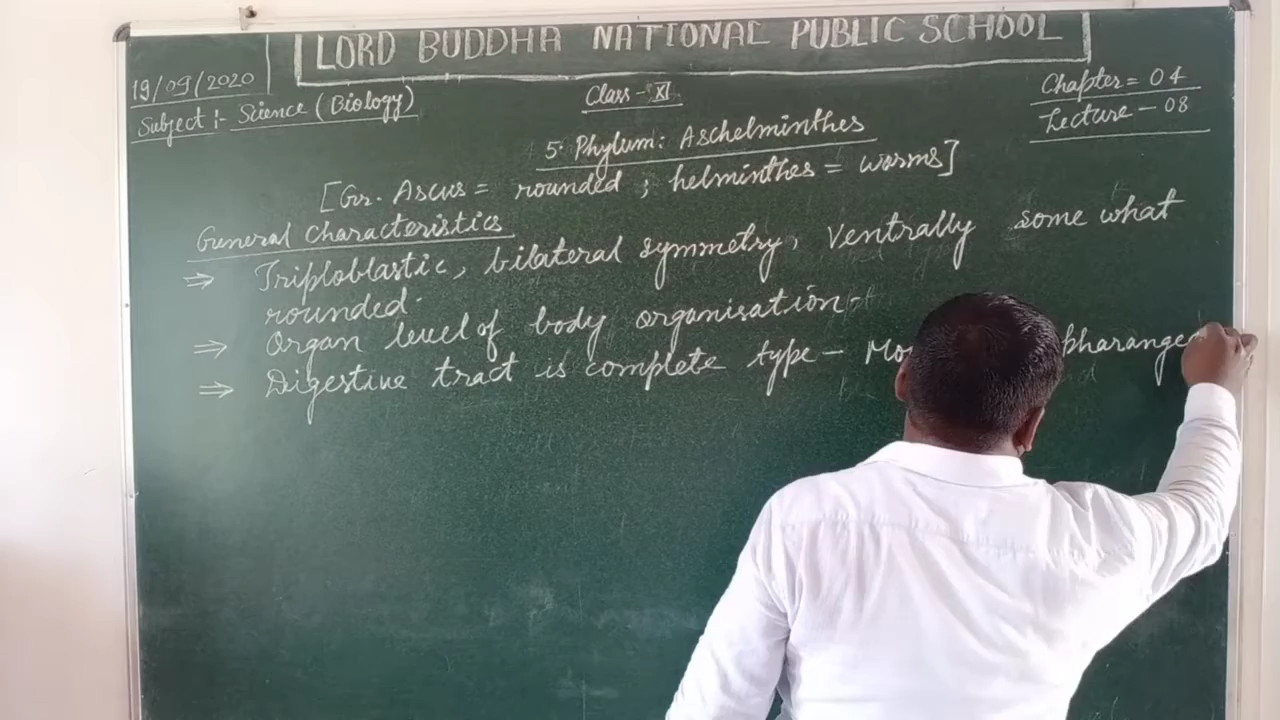 LORD BUDDHA NATIONAL PUBLIC SCHOOL
19/09/2020
Subject :- Science (Biology)
Class - XI
Chapter = 04
Lecture - 08
5. Phylum: Aschelminthes
[Gr. Ascus = rounded ; helminthes = worms]
General characteristics
⇒ Triploblastic, bilateral symmetry, ventrally some what
rounded.
⇒ Organ level of body organisation.
⇒ Digestive tract is complete type - pharange